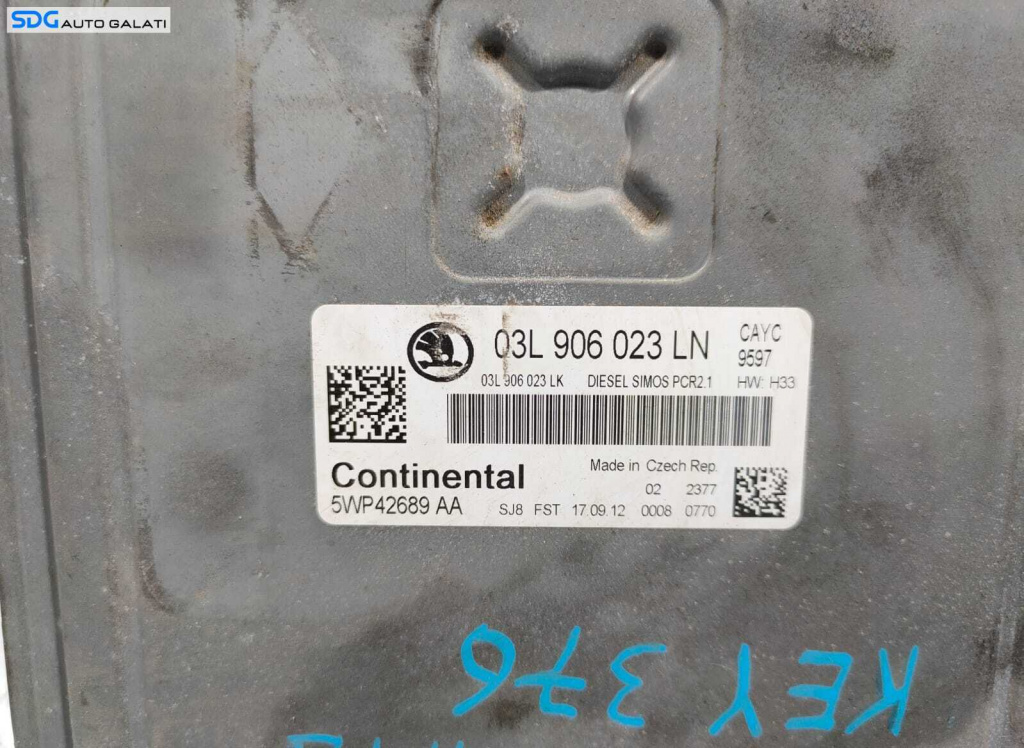 SDG AUTO GALATI
03L 906 023 LN
CAYC
9597
03L 906 023 LK DIESEL SIMOS PCR2.1 HW: H33
Continental
Made in Czech Rep.
02 2377
5WP42689 AA
SJ8 FST 17.09.12 0008 0770
KEY 376